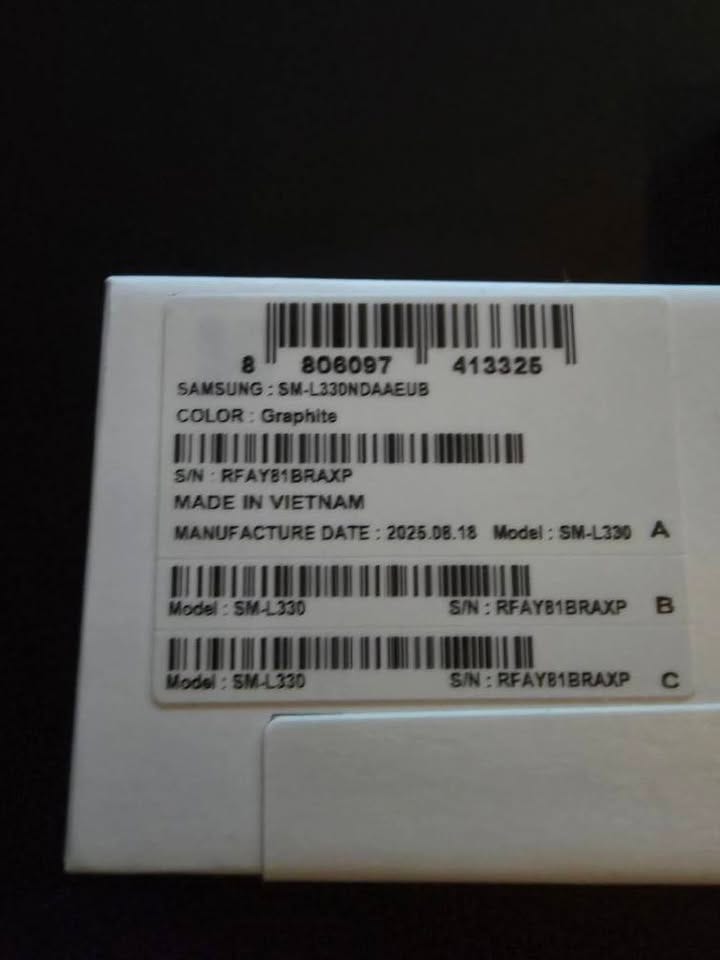 8 806097 413325
SAMSUNG : SM-L330NDAAEUB
COLOR : Graphite
S/N : RFAY81BRAXP
MADE IN VIETNAM
MANUFACTURE DATE : 2025.08.18 Model : SM-L330 A
Model : SM-L330 S/N : RFAY81BRAXP B
Model : SM-L330 S/N : RFAY81BRAXP C